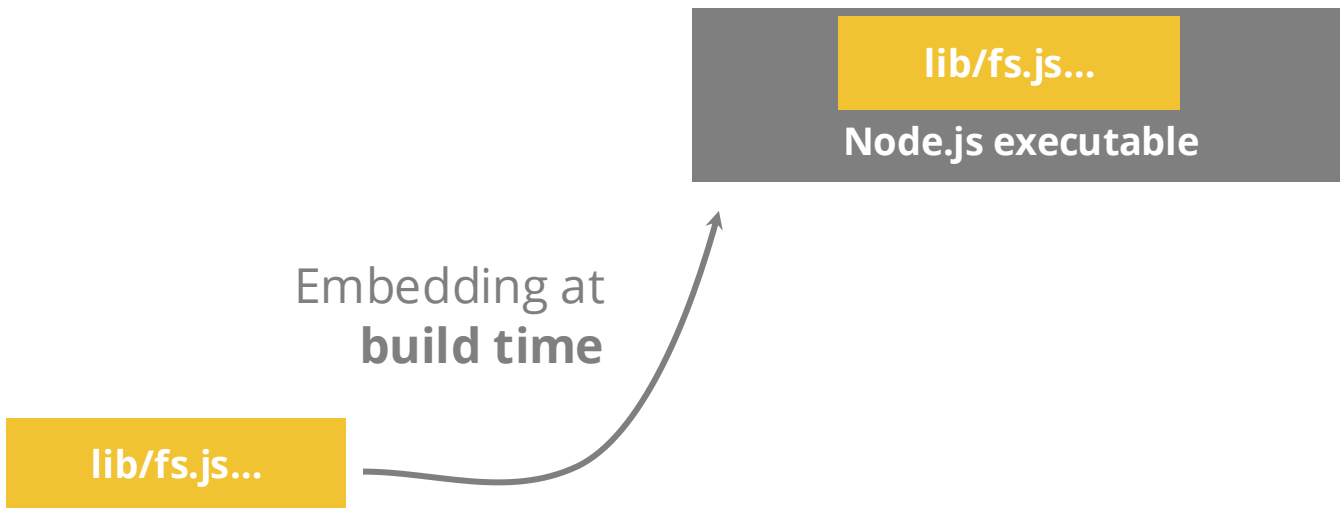 lib/fs.js...
Node.js executable
Embedding at
build time
lib/fs.js...